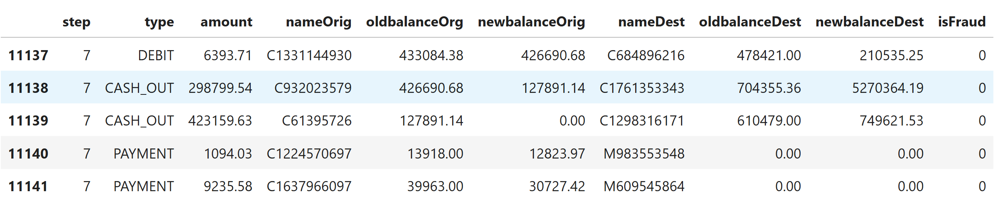 step type amount nameOrig oldbalanceOrg newbalanceOrig nameDest oldbalanceDest newbalanceDest isFraud
11137 7 DEBIT 6393.71 C1331144930 433084.38 426690.68 C684896216 478421.00 210535.25 0
11138 7 CASH_OUT 298799.54 C932023579 426690.68 127891.14 C1761353343 704355.36 5270364.19 0
11139 7 CASH_OUT 423159.63 C61395726 127891.14 0.00 C1298316171 610479.00 749621.53 0
11140 7 PAYMENT 1094.03 C1224570697 13918.00 12823.97 M983553548 0.00 0.00 0
11141 7 PAYMENT 9235.58 C1637966097 39963.00 30727.42 M609545864 0.00 0.00 0